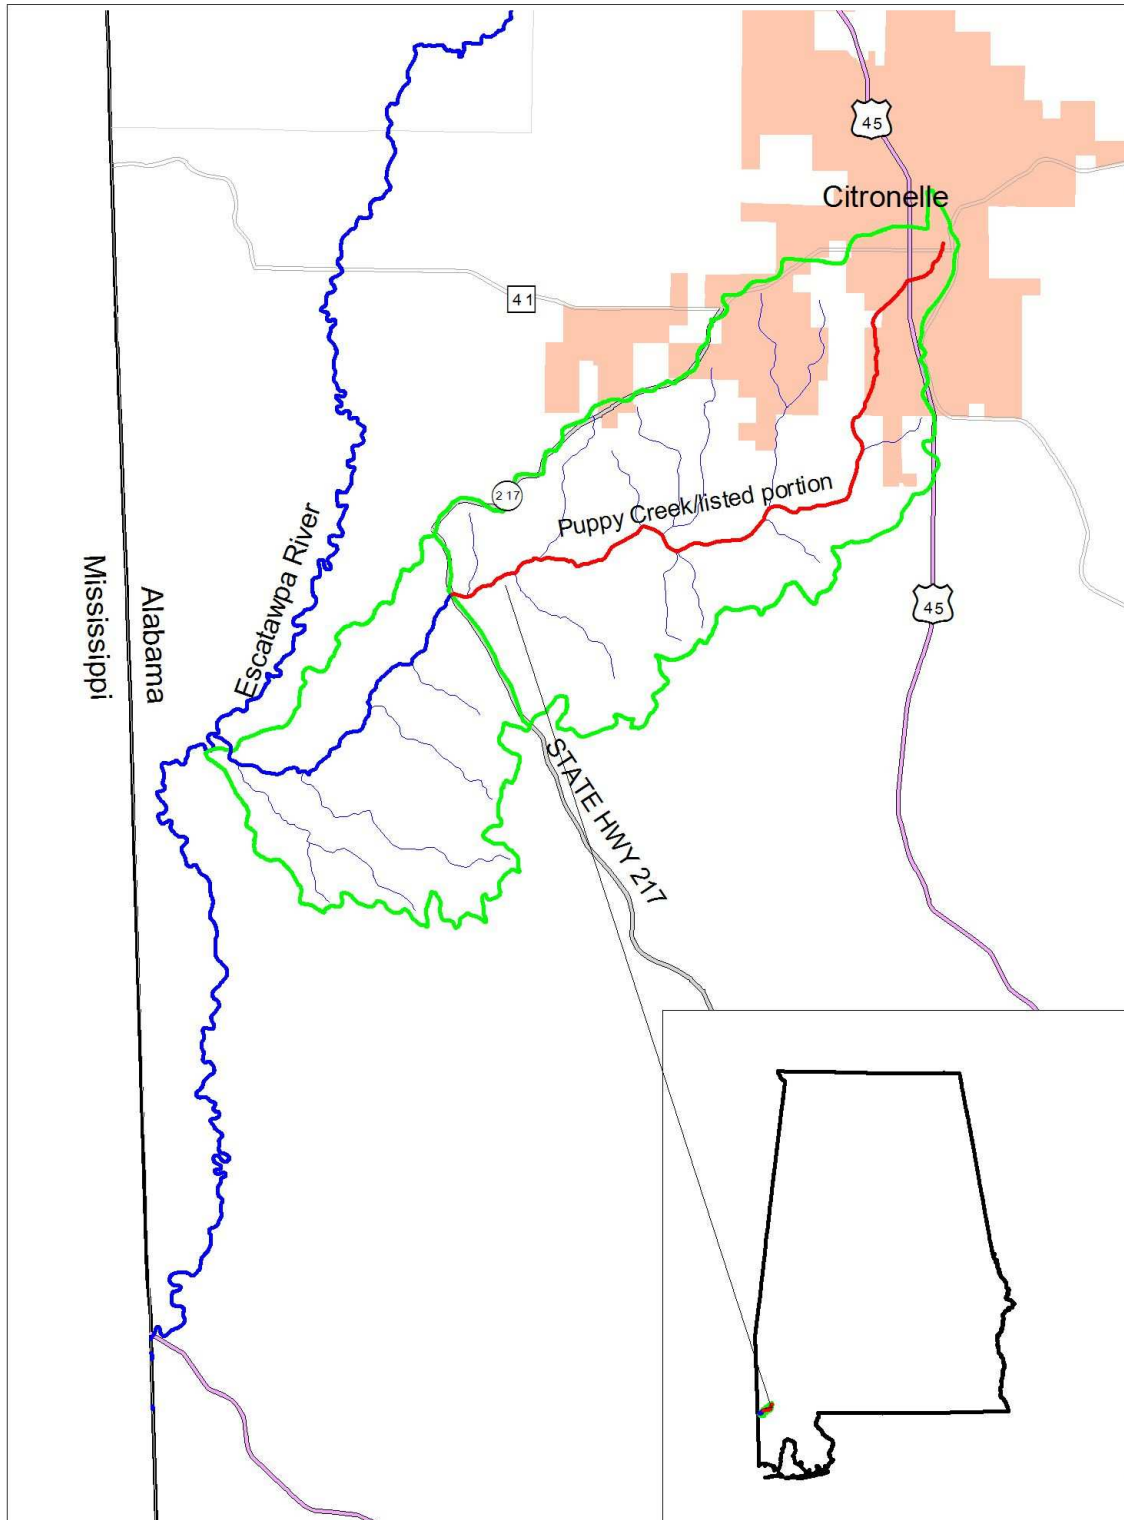 45
Citronelle
41
217
Puppy Creek/listed portion
Escatawpa River
Mississippi
Alabama
45
STATE HWY 217